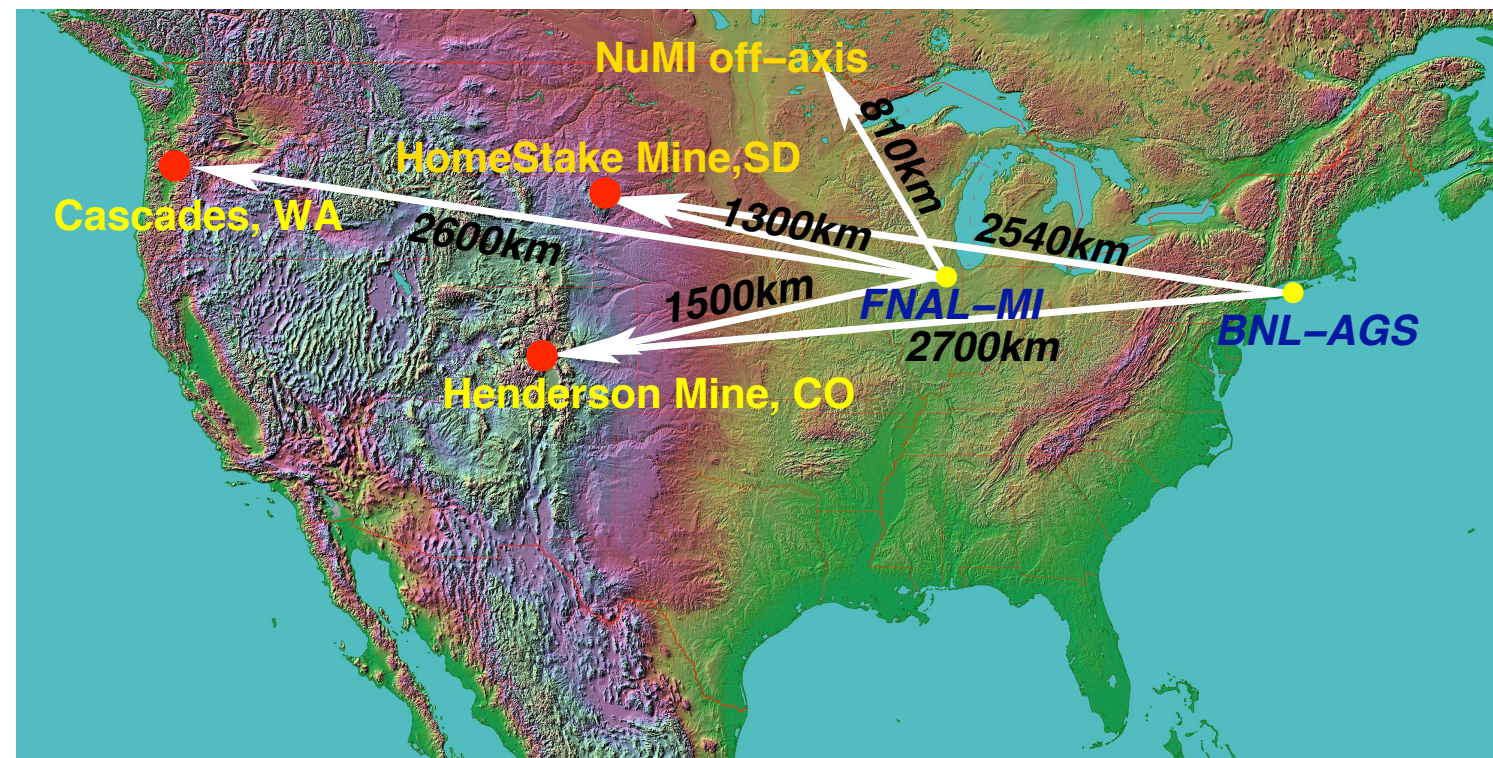 NuMI off–axis
810km
HomeStake Mine,SD
Cascades, WA
2600km
1300km
2540km
1500km
FNAL–MI
BNL–AGS
2700km
Henderson Mine, CO